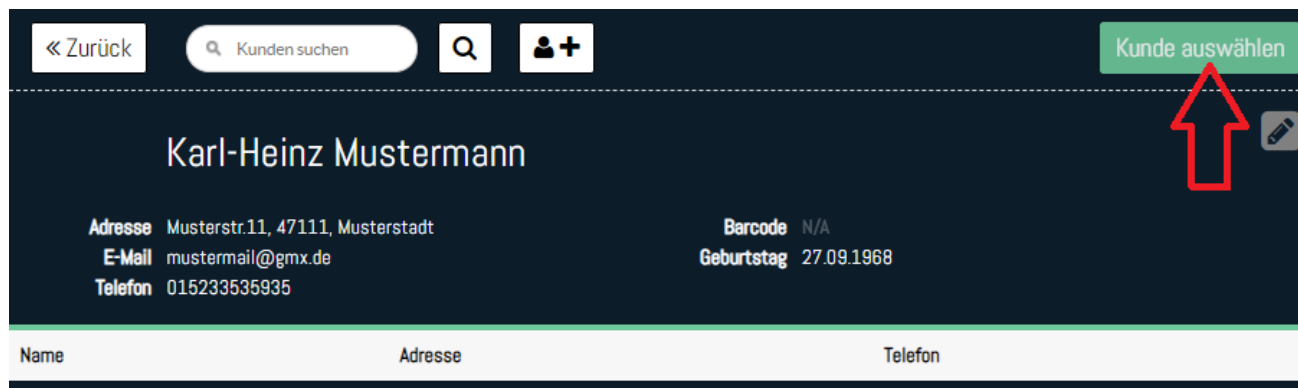 « Zurück Kunden suchen Kunde auswählen
Karl-Heinz Mustermann
Adresse Musterstr.11, 47111, Musterstadt Barcode N/A
E-Mail mustermail@gmx.de Geburtstag 27.09.1968
Telefon 015233535935
Name Adresse Telefon